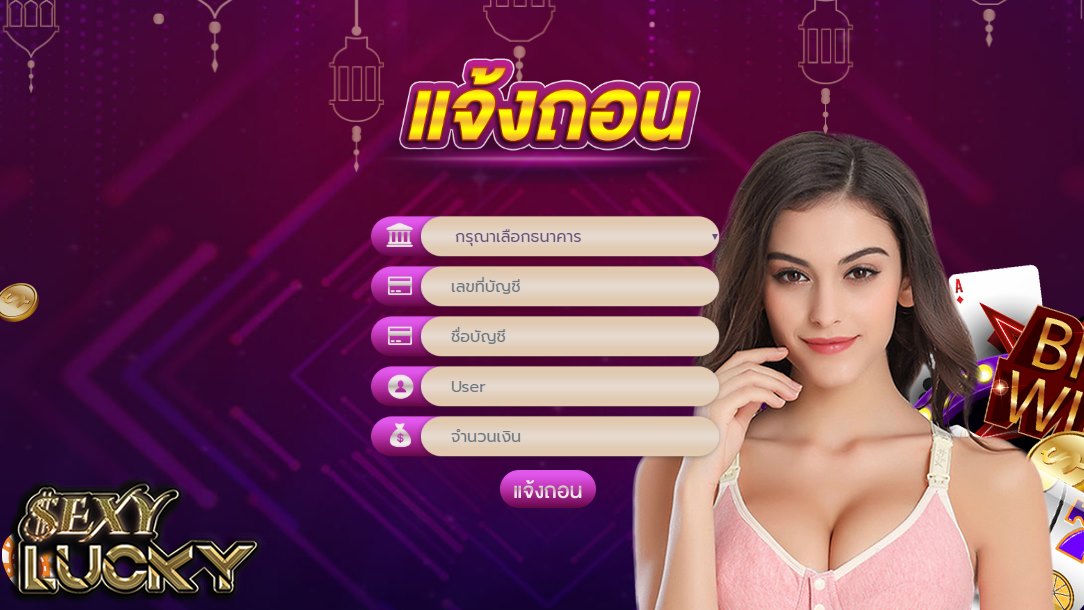 แจ้งถอน
กรุณาเลือกธนาคาร
เลขที่บัญชี
ชื่อบัญชี
User
จำนวนเงิน
แจ้งถอน
A
SEXY
LUCKY